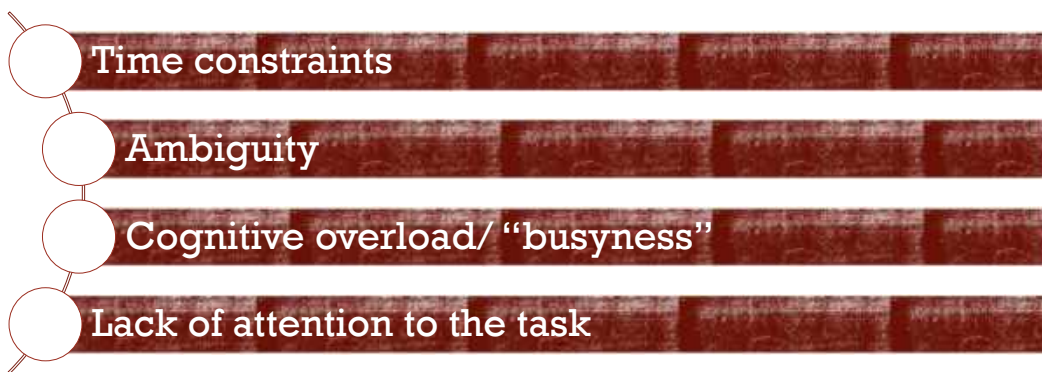 Time constraints
Ambiguity
Cognitive overload/ “busyness”
Lack of attention to the task